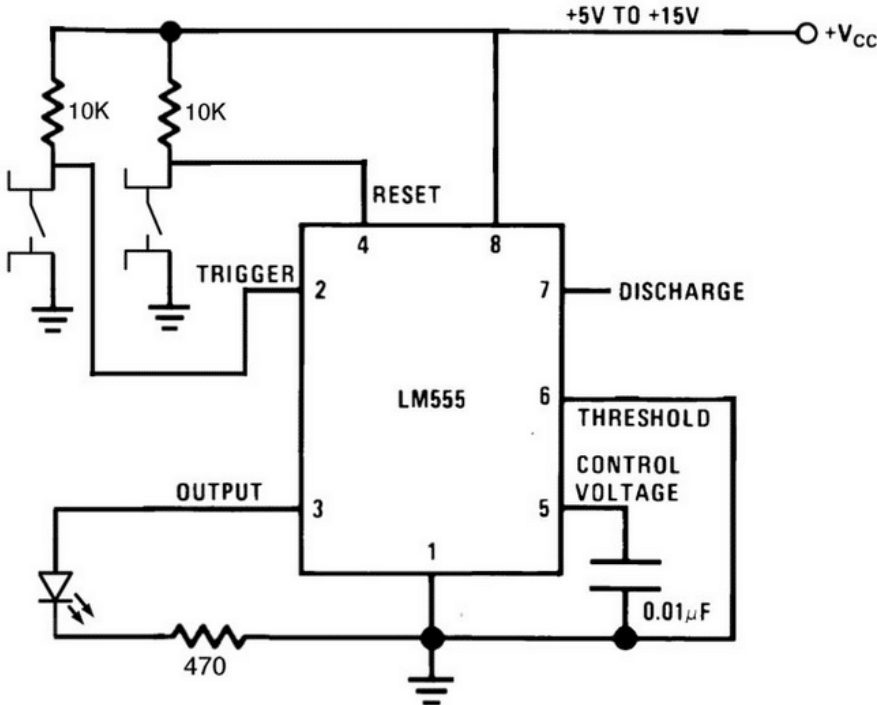 +5V TO +15V
+VCC
10K
10K
RESET
4
8
TRIGGER
2
7
DISCHARGE
LM555
6
THRESHOLD
CONTROL
VOLTAGE
OUTPUT
3
5
1
0.01µF
470